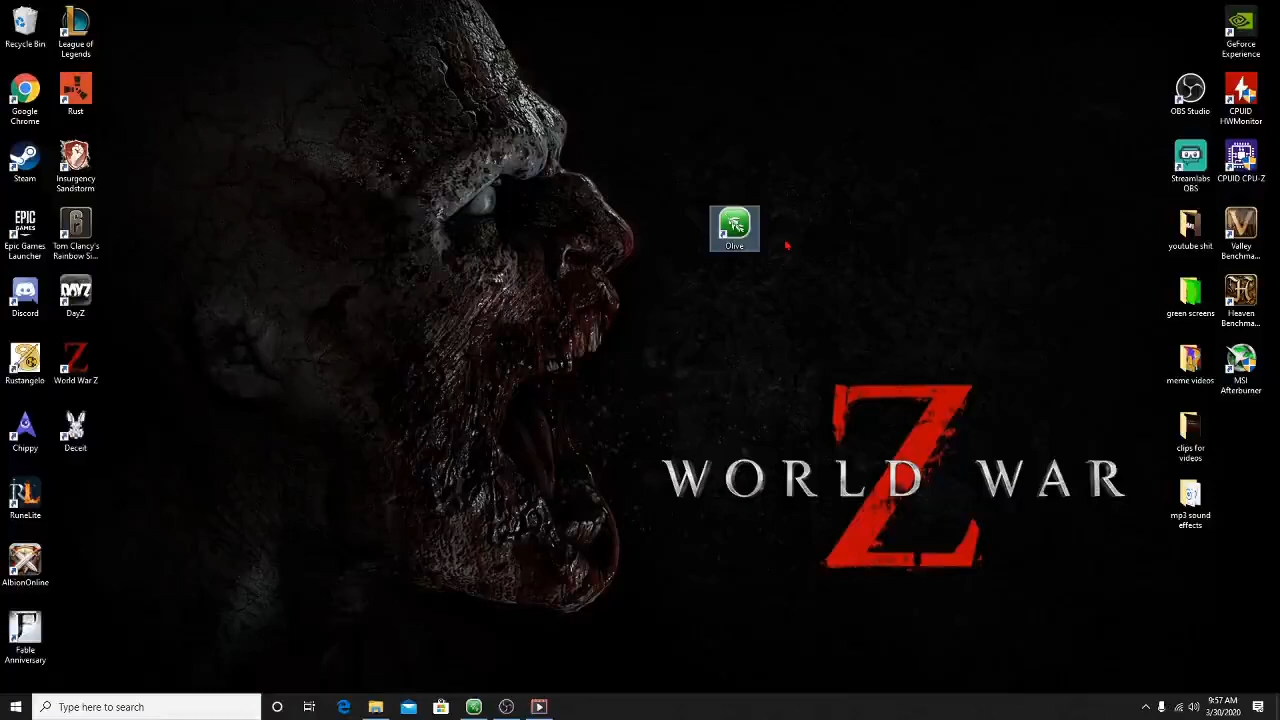 Recycle Bin
League of
Legends
Google
Chrome
Rust
Steam
Insurgency
Sandstorm
EPIC
GAMES
Epic Games
Launcher
Tom Clancy's
Rainbow Si...
Discord
DAYZ
DayZ
Rustangelo
World War Z
Chippy
Deceit
RL
RuneLite
AlbionOnline
F
Fable
Anniversary
Olive
WORLD WAR
Z
GeForce
Experience
OBS Studio
CPUID
HWMonitor
Streamlabs
OBS
CPUID CPU-Z
youtube shit
V
Valley
Benchma...
green screens
H
Heaven
Benchma...
meme videos
MSI
Afterburner
clips for
videos
mp3 sound
effects
Type here to search
9:57 AM
3/30/2020